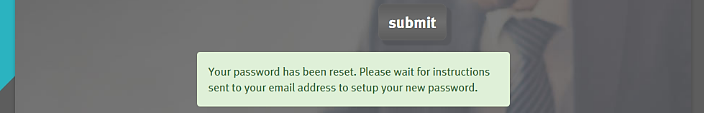 submit
Your password has been reset. Please wait for instructions
sent to your email address to setup your new password.